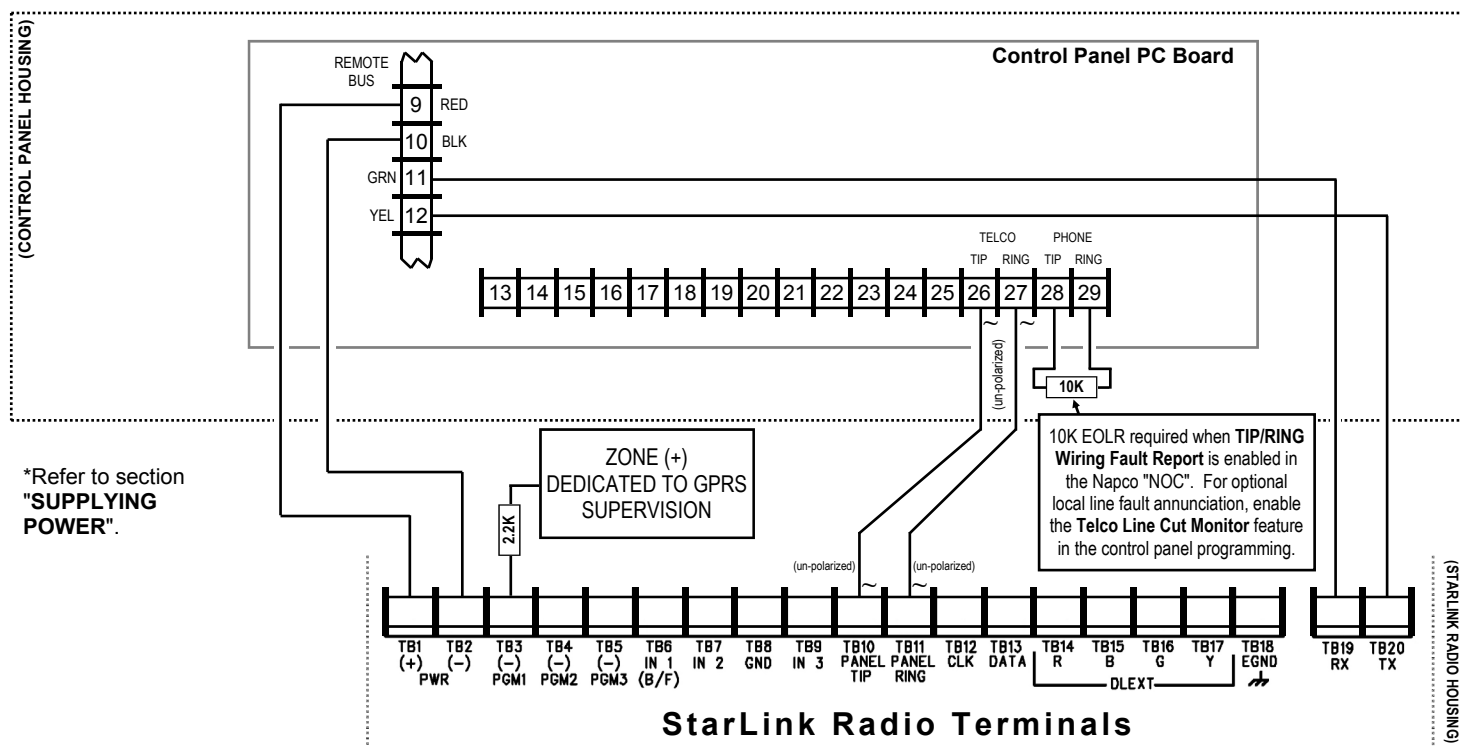 (CONTROL PANEL HOUSING)
Control Panel PC Board
REMOTE
BUS
9 RED
10 BLK
GRN 11
YEL 12
TELCO PHONE
TIP RING TIP RING
13 14 15 16 17 18 19 20 21 22 23 24 25 26 27 28 29
~ ~
(un-polarized)
10K
*Refer to section
"SUPPLYING
POWER".
ZONE (+)
DEDICATED TO GPRS
SUPERVISION
2.2K
10K EOLR required when TIP/RING
Wiring Fault Report is enabled in
the Napco "NOC". For optional
local line fault annunciation, enable
the Telco Line Cut Monitor feature
in the control panel programming.
(un-polarized) ~ (un-polarized) ~
TB1 TB2 TB3 TB4 TB5 TB6 TB7 TB8 TB9 TB10 TB11 TB12 TB13 TB14 TB15 TB16 TB17 TB18 TB19 TB20
(+) (-) (-) (-) (-) IN 1 IN 2 GND IN 3 PANEL PANEL CLK DATA R B G Y EGND RX TX
PWR PGM1 PGM2 PGM3 (B/F) TIP RING DLEXT
StarLink Radio Terminals
(STARLINK RADIO HOUSING)